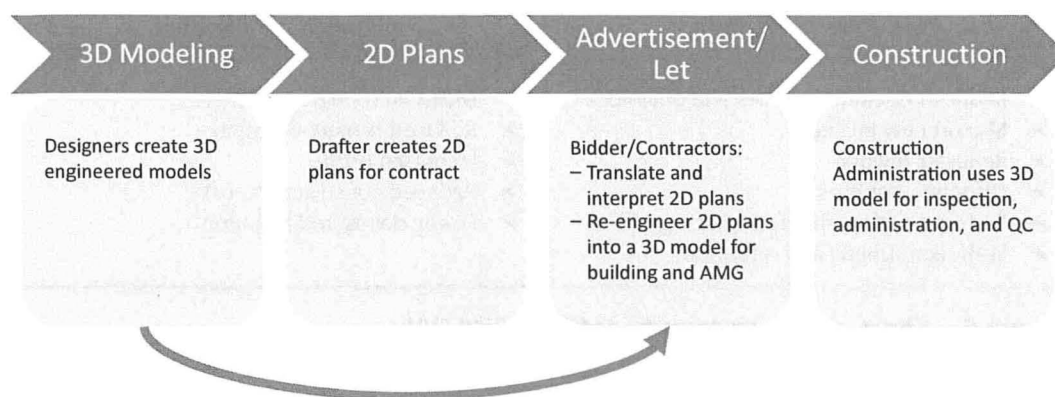 3D Modeling
2D Plans
Advertisement/
Let
Construction
Designers create 3D
engineered models
Drafter creates 2D
plans for contract
Bidder/Contractors:
– Translate and
interpret 2D plans
– Re-engineer 2D plans
into a 3D model for
building and AMG
Construction
Administration uses 3D
model for inspection,
administration, and QC